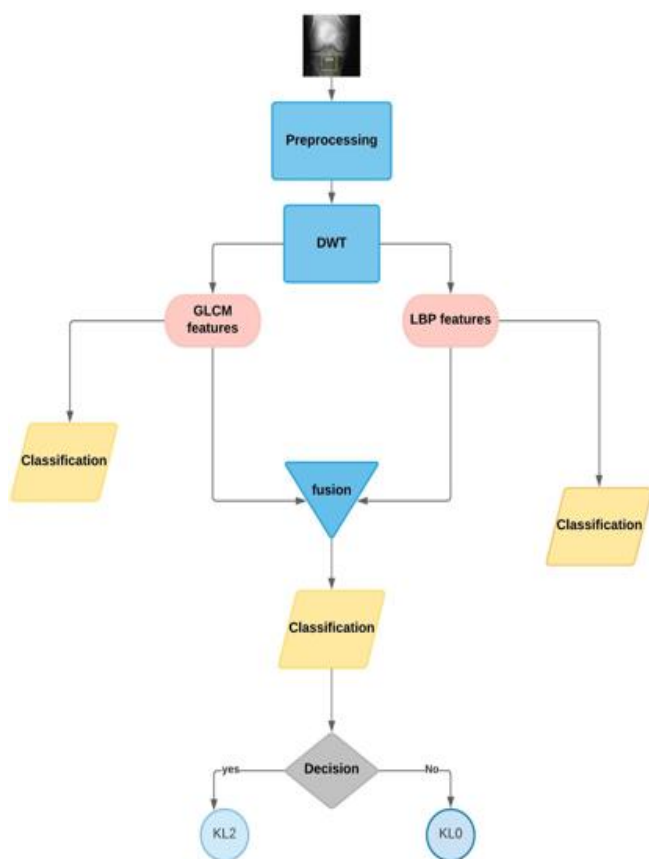 Preprocessing
DWT
GLCM
features
LBP features
Classification
fusion
Classification
Classification
Decision
yes
No
KL2
KL0